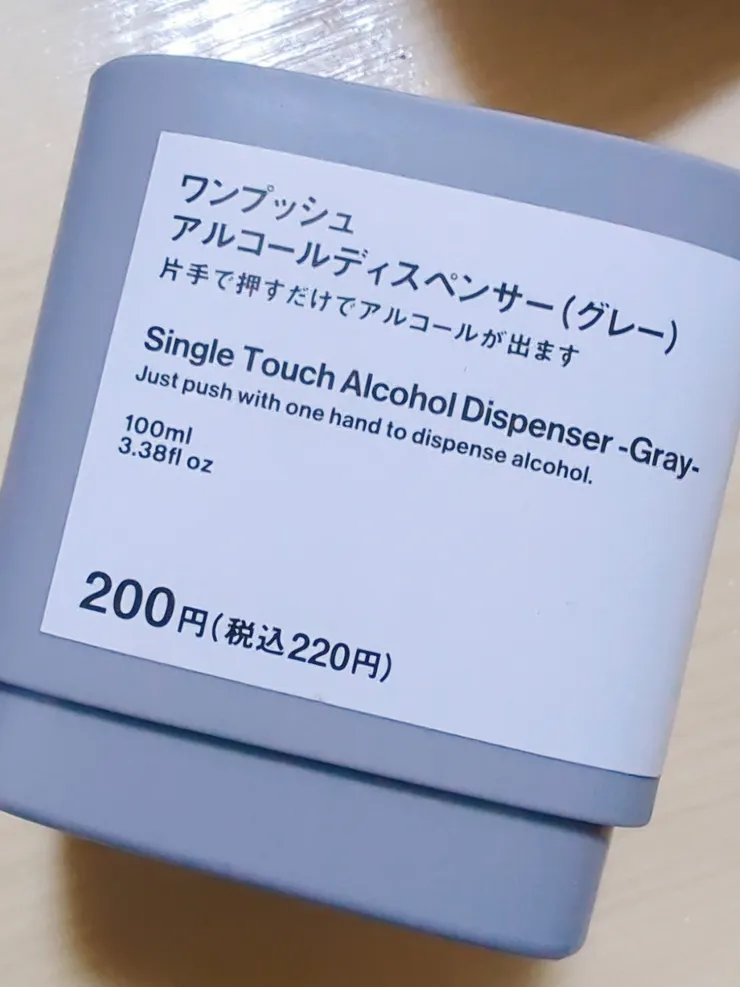 ワンプッシュ
アルコールディスペンサー(グレー)
片手で押すだけでアルコールが出ます
Single Touch Alcohol Dispenser -Gray-
Just push with one hand to dispense alcohol.
100ml
3.38fl oz
200円(税込220円)